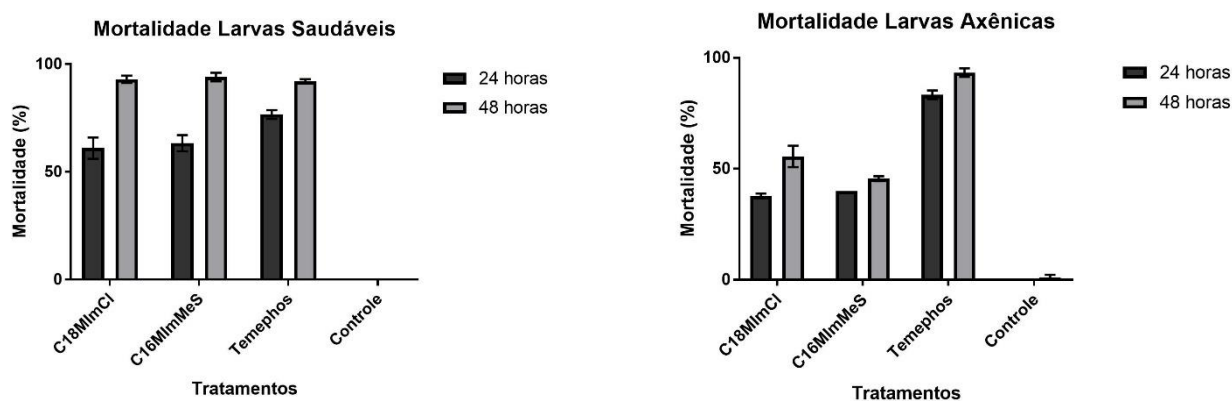 Mortalidade Larvas Saudáveis
100
50
0
Mortalidade (%)
24 horas
48 horas
C18MImCl
C16MImMeS
Temephos
Controle
Tratamentos
Mortalidade Larvas Axênicas
100
50
0
Mortalidade (%)
24 horas
48 horas
C18MImCl
C16MImMeS
Temephos
Controle
Tratamentos